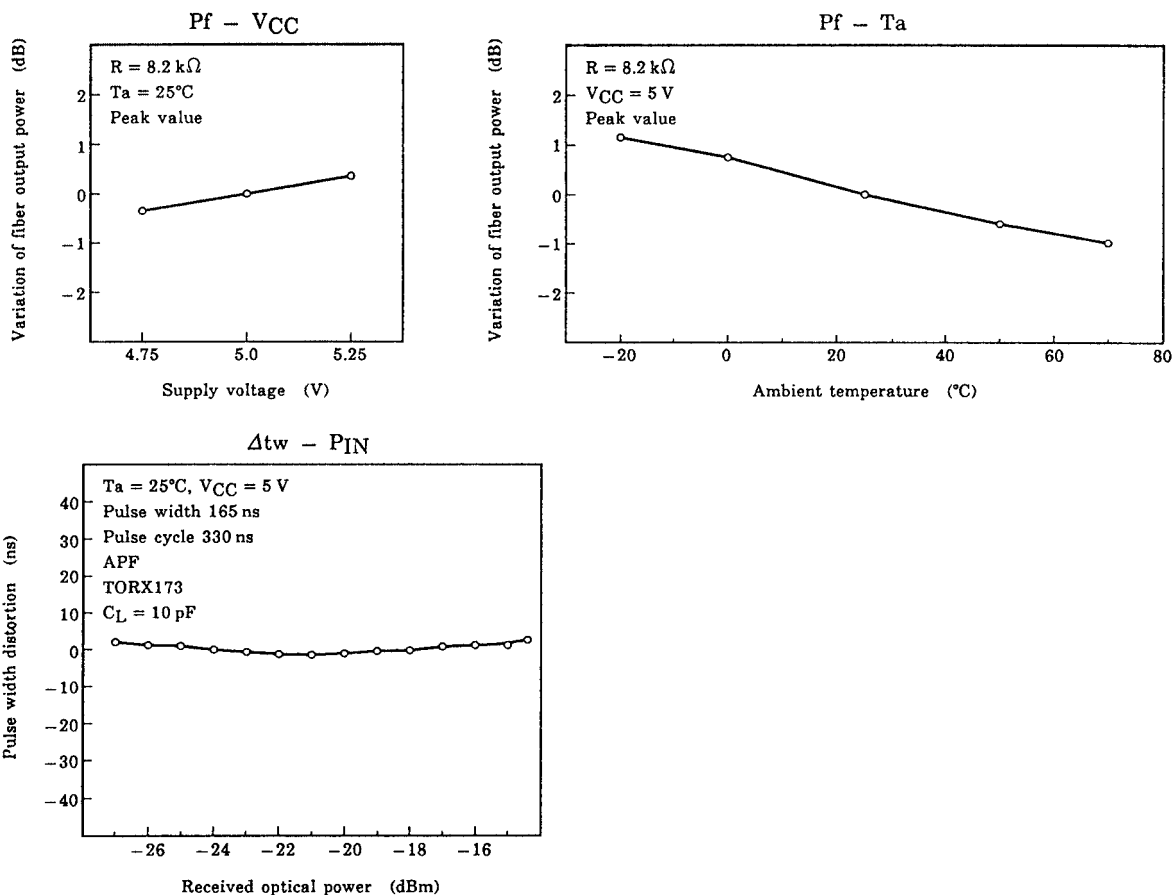 Pf – VCC
Variation of fiber output power (dB)
R = 8.2 kΩ
Ta = 25°C
Peak value
2
1
0
−1
−2
4.75
5.0
5.25
Supply voltage (V)
Pf – Ta
Variation of fiber output power (dB)
R = 8.2 kΩ
VCC = 5 V
Peak value
2
1
0
−1
−2
−20
0
20
40
60
80
Ambient temperature (°C)
Δtw – PIN
Pulse width distortion (ns)
Ta = 25°C, VCC = 5 V
Pulse width 165 ns
Pulse cycle 330 ns
APF
TORX173
CL = 10 pF
40
30
20
10
0
−10
−20
−30
−40
−26
−24
−22
−20
−18
−16
Received optical power (dBm)